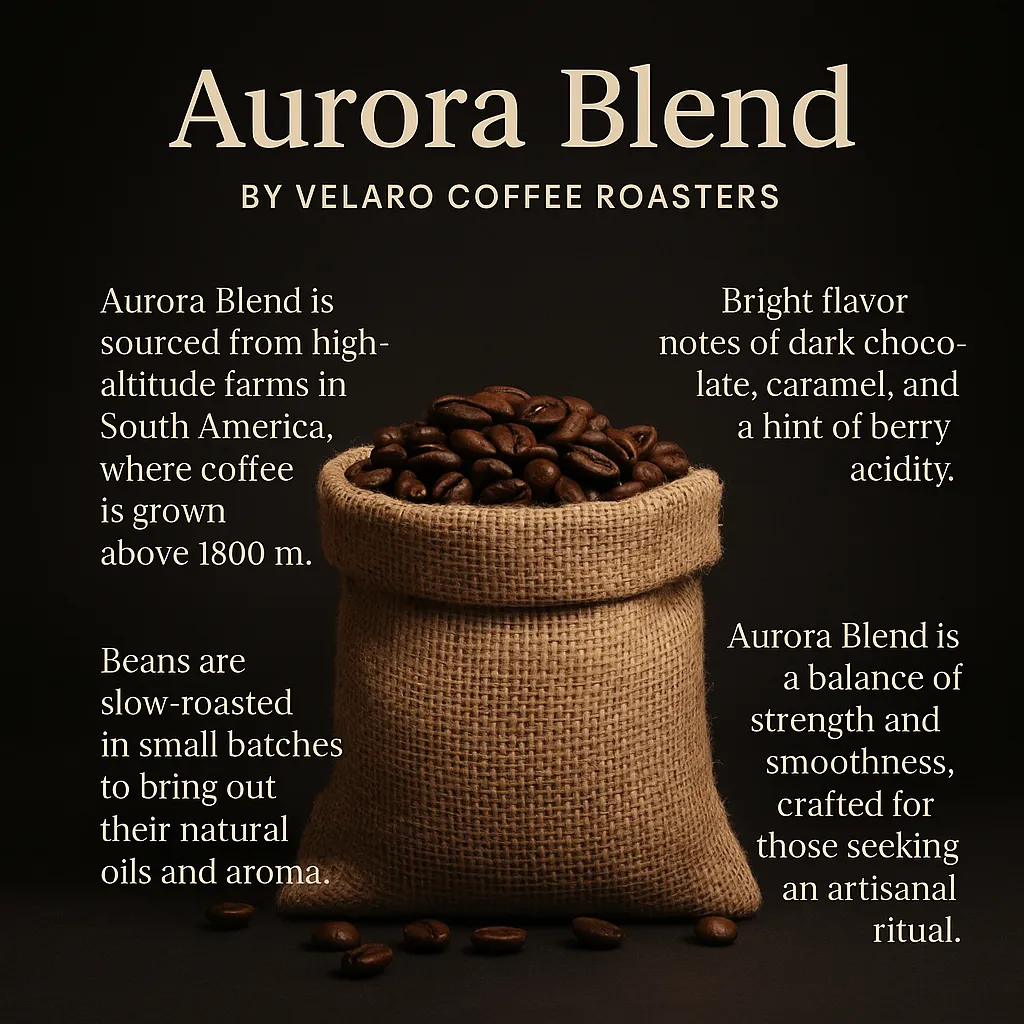 Aurora Blend
BY VELARO COFFEE ROASTERS
Aurora Blend is
sourced from high-
altitude farms in
South America,
where coffee
is grown
above 1800 m.
Beans are
slow-roasted
in small batches
to bring out
their natural
oils and aroma.
Bright flavor
notes of dark choco-
late, caramel, and
a hint of berry
acidity.
Aurora Blend is
a balance of
strength and
smoothness,
crafted for
those seeking
an artisanal
ritual.